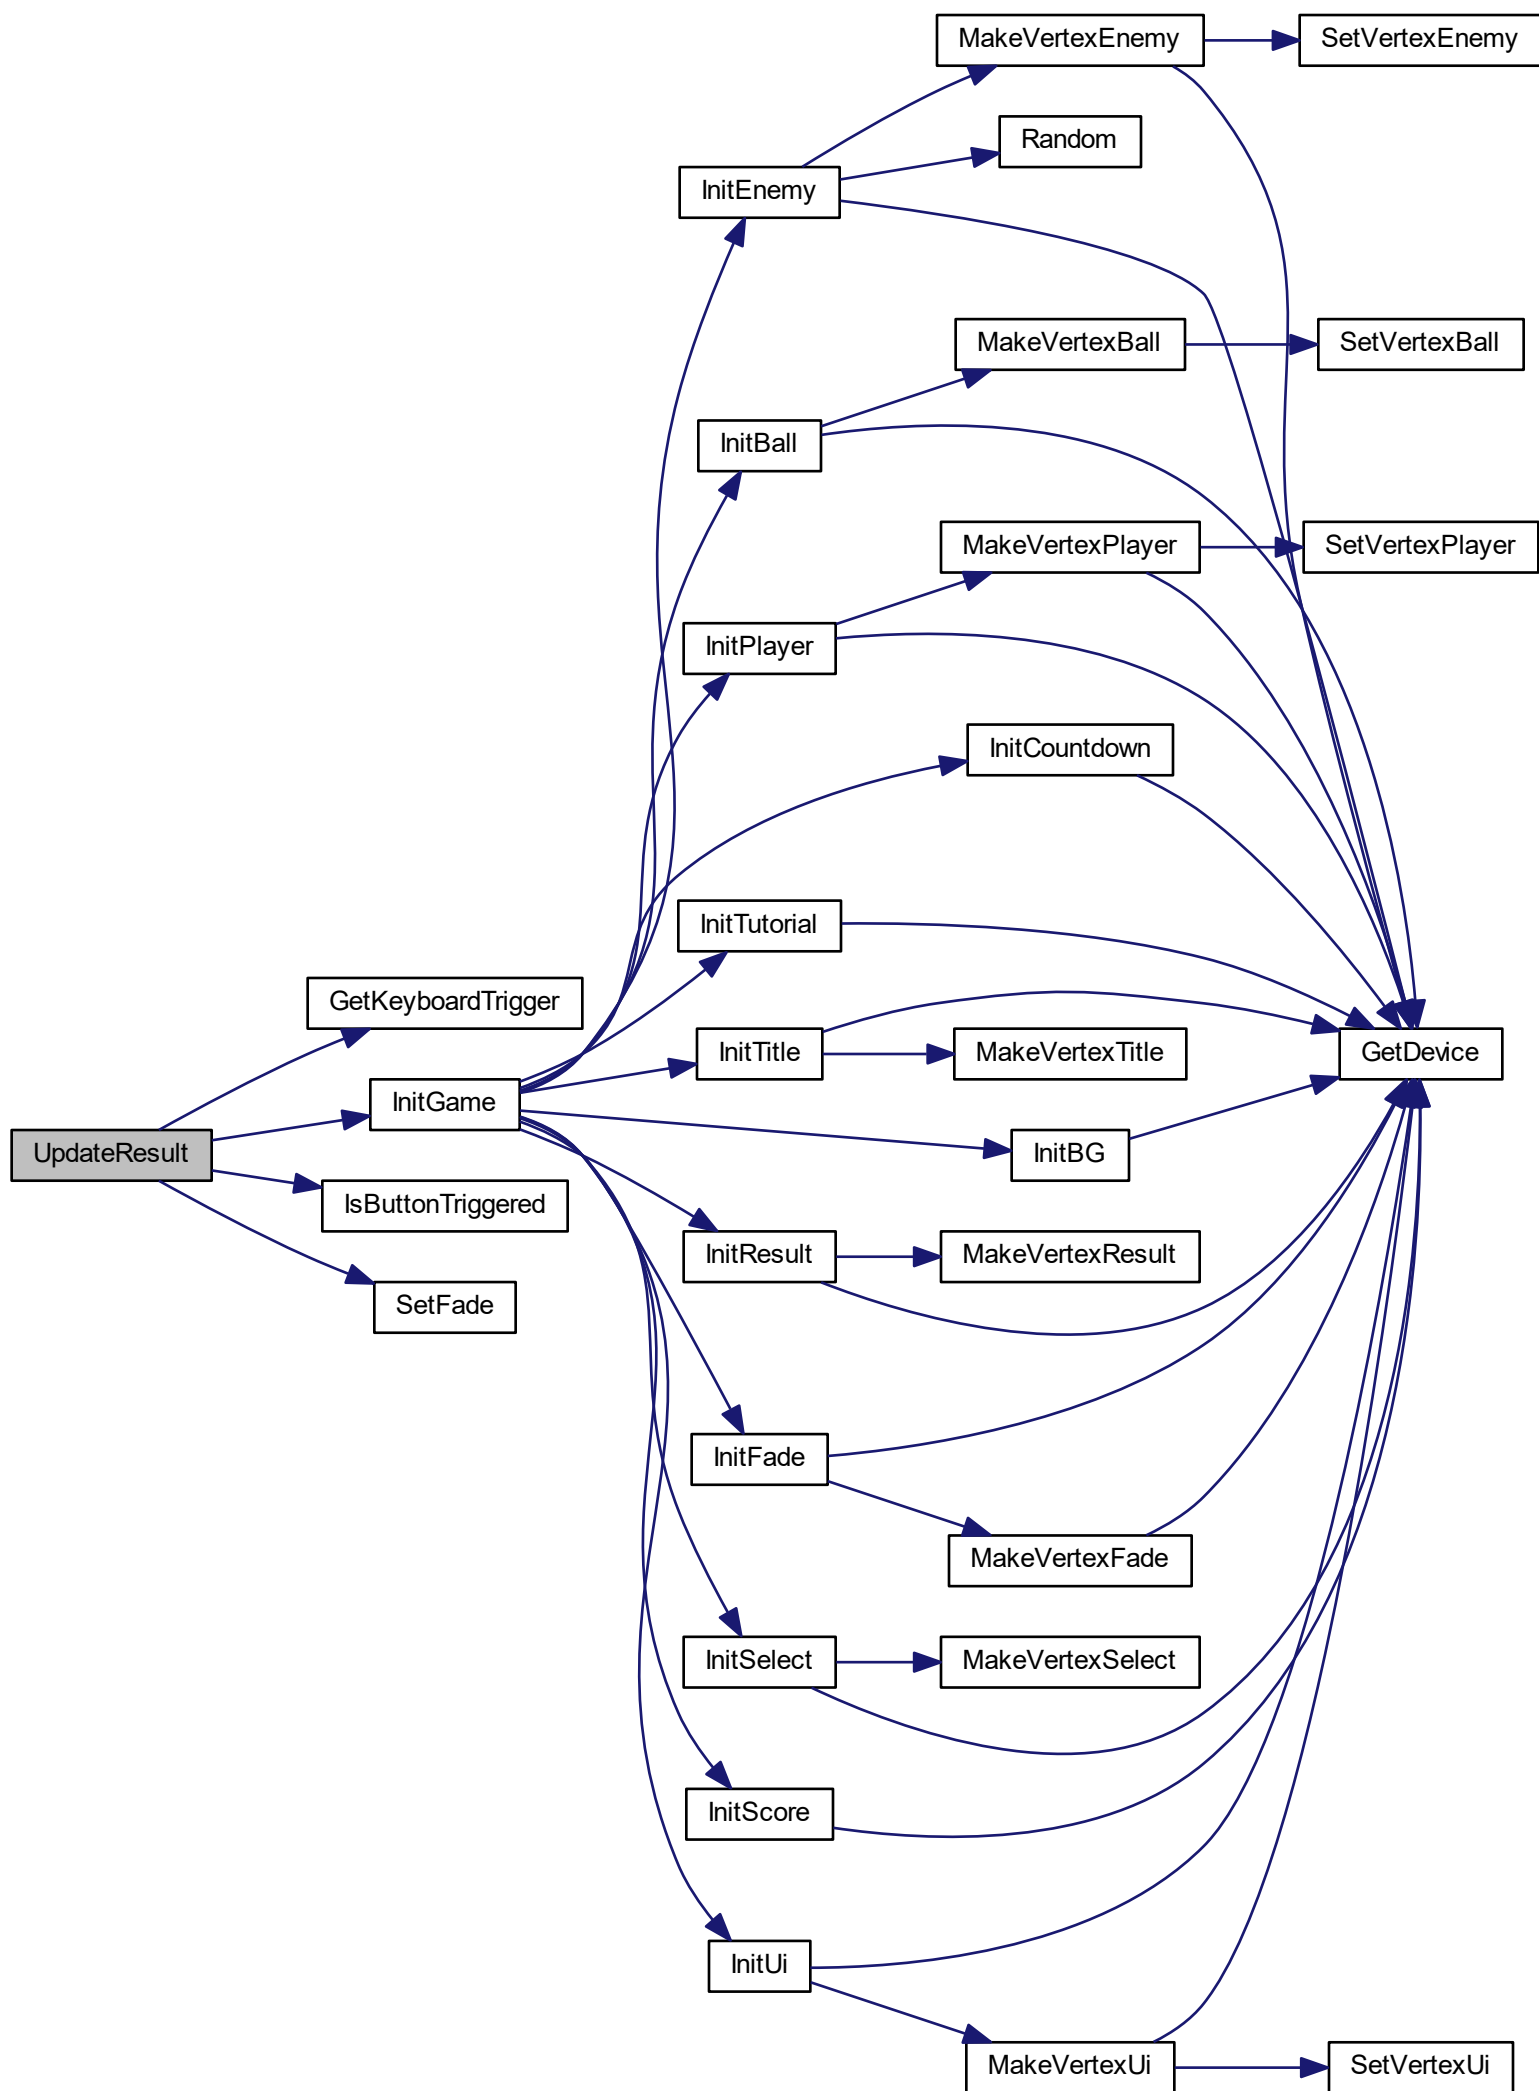 MakeVertexEnemy
SetVertexEnemy
Random
InitEnemy
MakeVertexBall
SetVertexBall
InitBall
MakeVertexPlayer
SetVertexPlayer
InitPlayer
InitCountdown
InitTutorial
GetKeyboardTrigger
InitTitle
MakeVertexTitle
GetDevice
InitGame
UpdateResult
InitBG
IsButtonTriggered
InitResult
MakeVertexResult
SetFade
InitFade
MakeVertexFade
InitSelect
MakeVertexSelect
InitScore
InitUi
MakeVertexUi
SetVertexUi